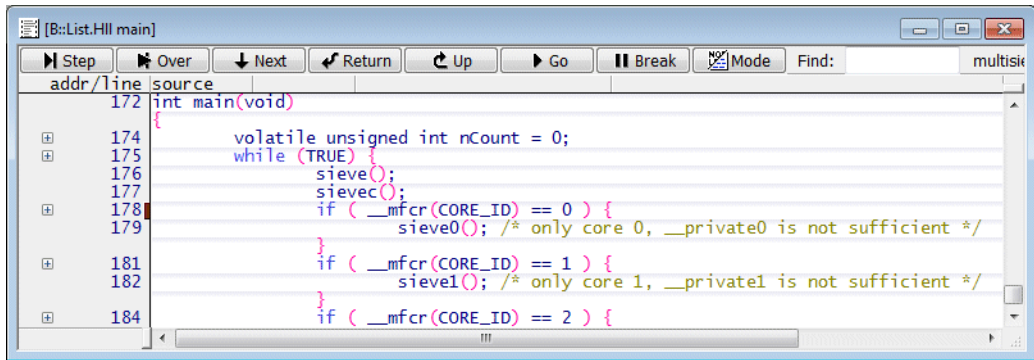 [B::List.Hll main]
Step Over Next Return Up Go Break Mode Find: multisie
addr/line source
172 int main(void)
{
174 volatile unsigned int nCount = 0;
175 while (TRUE) {
176 sieve();
177 sievec();
178 if ( __mfcr(CORE_ID) == 0 ) {
179 sieve0(); /* only core 0, __private0 is not sufficient */
}
181 if ( __mfcr(CORE_ID) == 1 ) {
182 sieve1(); /* only core 1, __private1 is not sufficient */
}
184 if ( __mfcr(CORE_ID) == 2 ) {